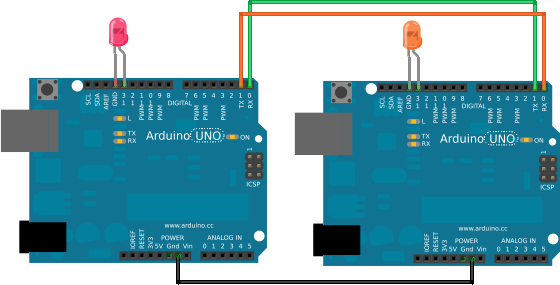 SCL
SDA
AREF
GND
13
12
PWM~11
PWM~10
PWM~9
8
DIGITAL
7
PWM 6
PWM 5
4
PWM 3
2
TX 1
RX 0
L
TX
RX
Arduino UNO
ON
1
ICSP
www.arduino.cc
POWER
ANALOG IN
IOREF
RESET
3V3
5V
Gnd
Vin
0 1 2 3 4 5
SCL
SDA
AREF
GND
13
12
PWM~11
PWM~10
PWM~9
8
DIGITAL
7
PWM 6
PWM 5
4
PWM 3
2
TX 1
RX 0
L
TX
RX
Arduino UNO
ON
1
ICSP
www.arduino.cc
POWER
ANALOG IN
IOREF
RESET
3V3
5V
Gnd
Vin
0 1 2 3 4 5